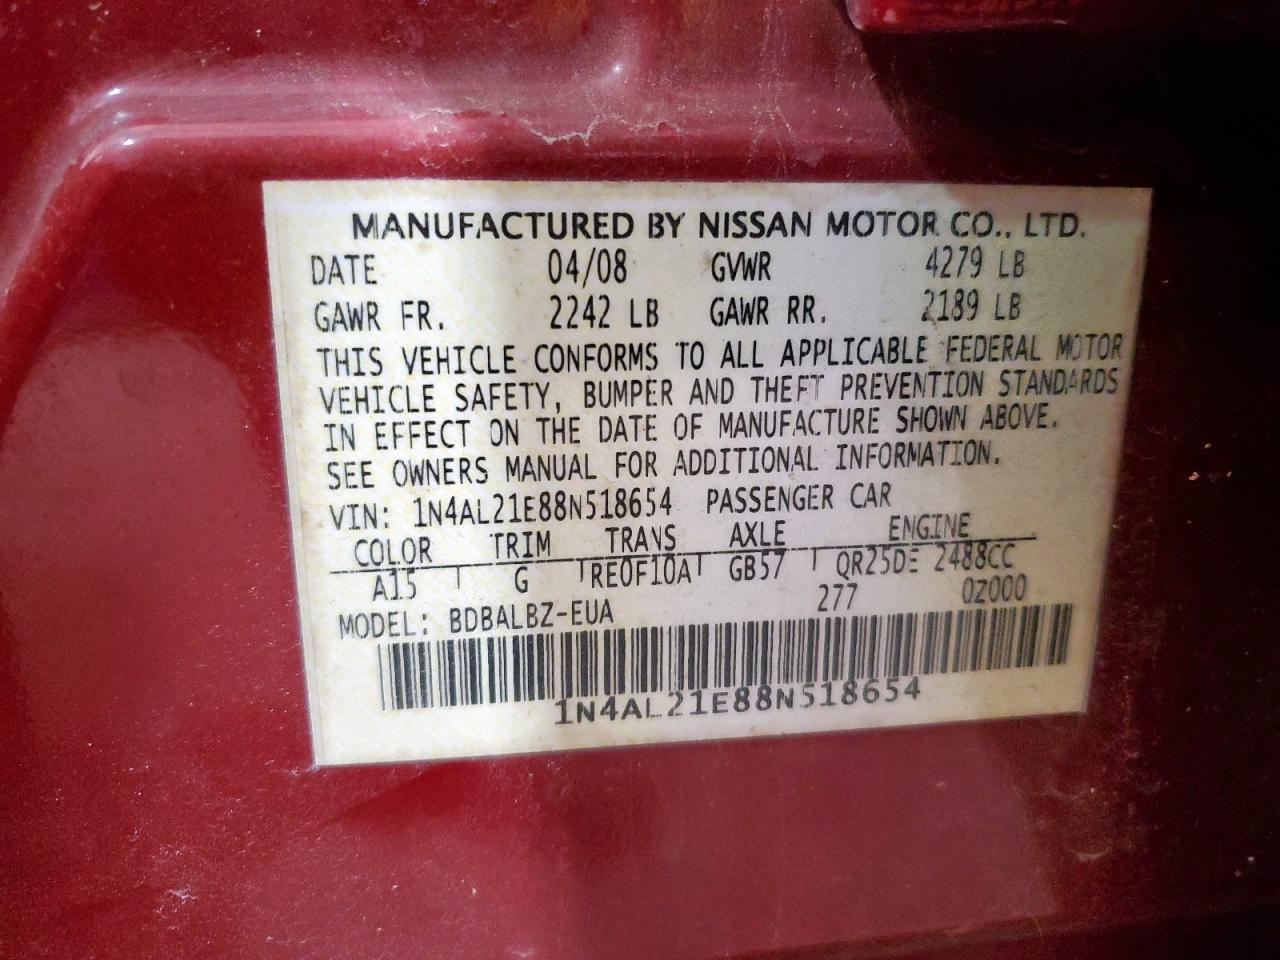 MANUFACTURED BY NISSAN MOTOR CO., LTD.
DATE 04/08 GVWR 4279 LB
GAWR FR. 2242 LB GAWR RR. 2189 LB
THIS VEHICLE CONFORMS TO ALL APPLICABLE FEDERAL MOTOR
VEHICLE SAFETY, BUMPER AND THEFT PREVENTION STANDARDS
IN EFFECT ON THE DATE OF MANUFACTURE SHOWN ABOVE.
SEE OWNERS MANUAL FOR ADDITIONAL INFORMATION.
VIN: 1N4AL21E88N518654 PASSENGER CAR
COLOR TRIM TRANS AXLE ENGINE
A15 G RE0F10A GB57 QR25DE 2488CC
MODEL: BDBALBZ-EUA 277 0Z000
1N4AL21E88N518654